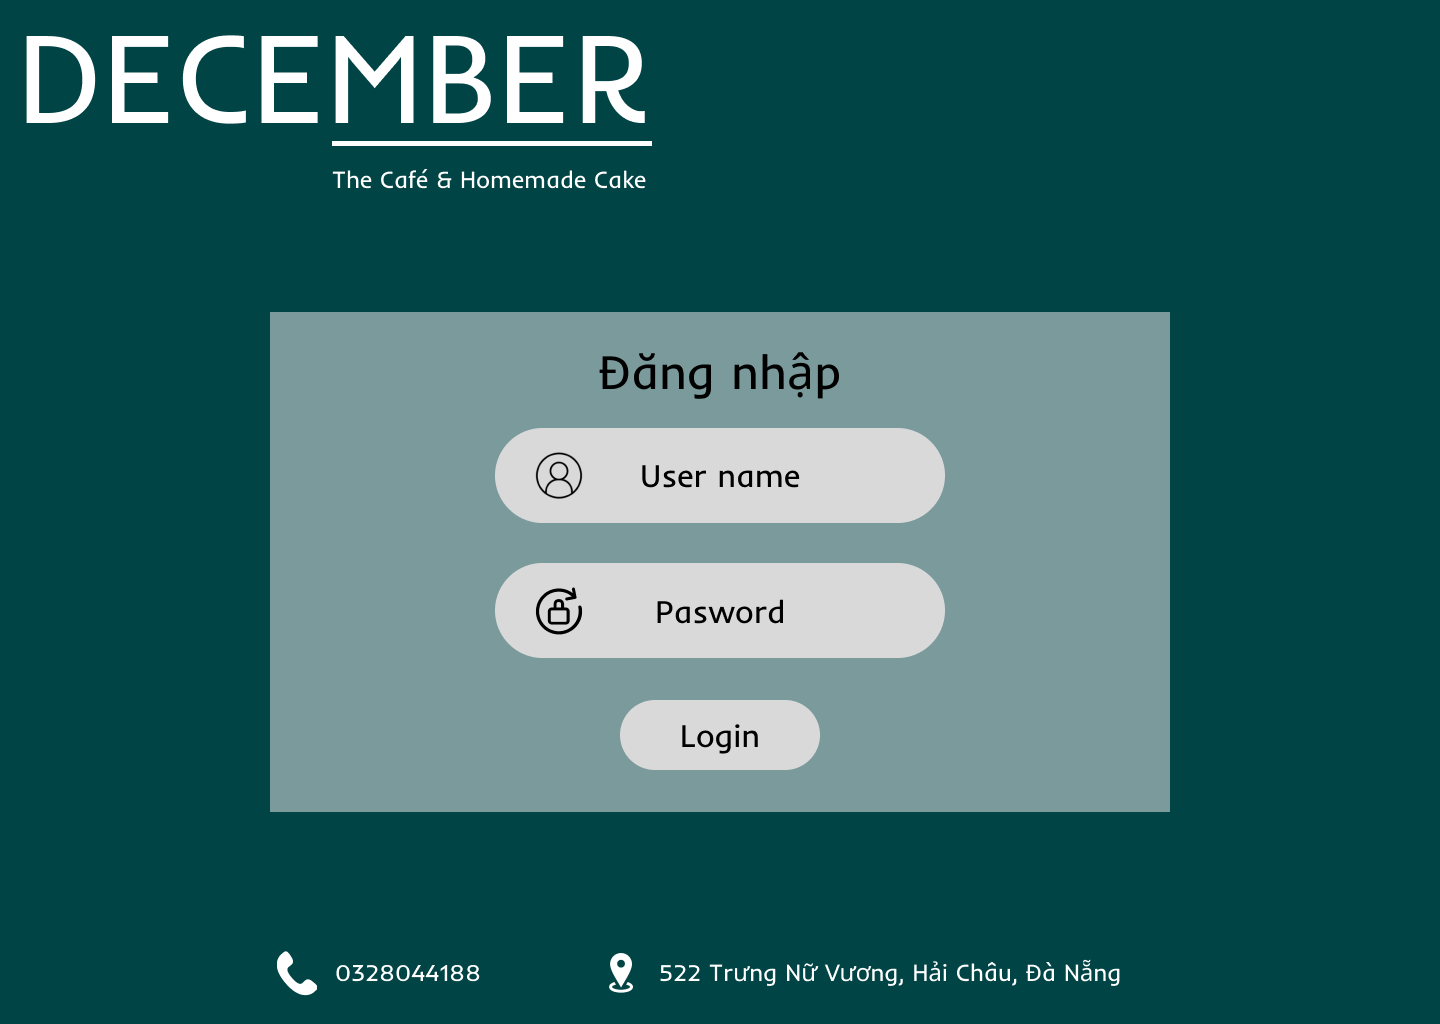 DECEMBER
The Café & Homemade Cake
Đăng nhập
User name
Pasword
Login
0328044188
522 Trưng Nữ Vương, Hải Châu, Đà Nẵng